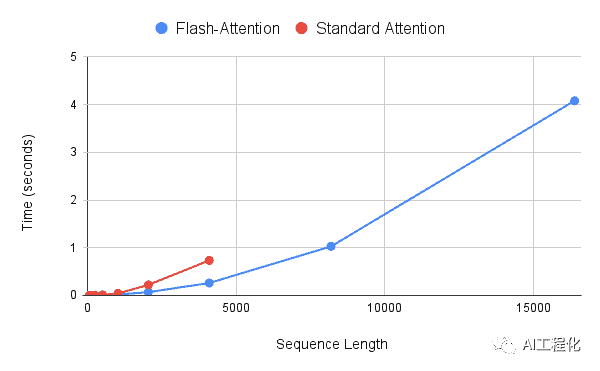 Flash-Attention Standard Attention
5
4
3
2
1
0
Time (seconds)
0 5000 10000 15000
Sequence Length
AI工程化